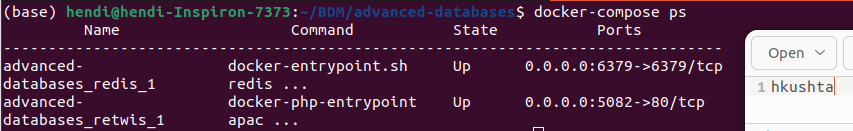 (base) hendi@hendi-Inspiron-7373:~/BDM/advanced-databases$ docker-compose ps
Name Command State Ports
------------------------------------------------------------------------
advanced- docker-entrypoint.sh Up 0.0.0.0:6379->6379/tcp
databases_redis_1 redis ...
advanced- docker-php-entrypoint Up 0.0.0.0:5082->80/tcp
databases_retwis_1 apac ...
Open
1 hkushta